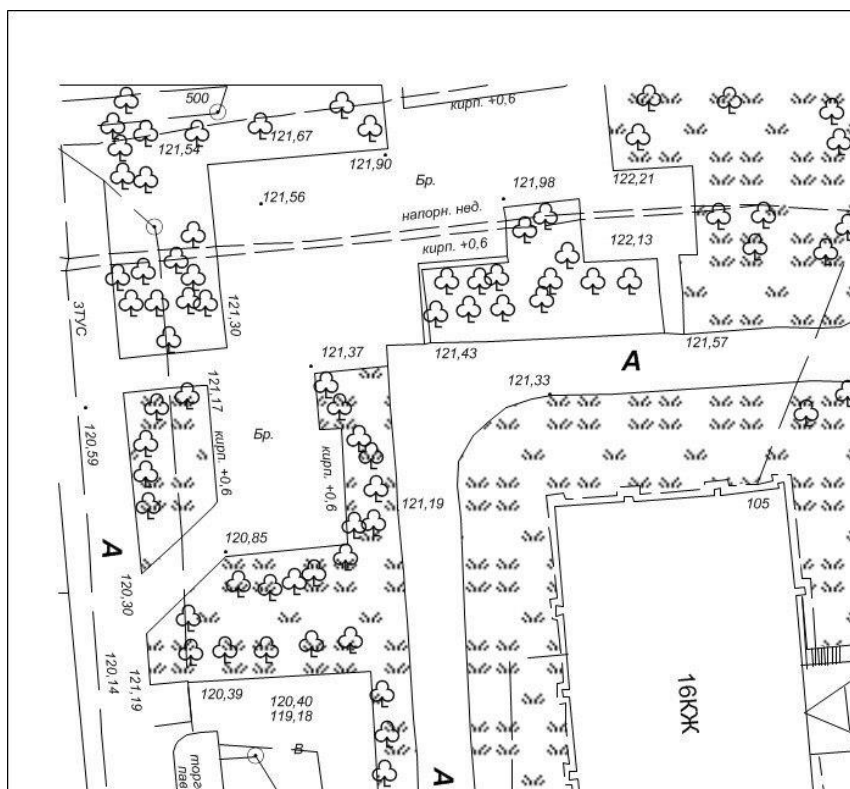 кирп. +0,6
500
121,67
121,54
121,90
Бр.
121,98
122,21
121,56
напорн. нед.
кирп. +0,6
122,13
3ТУС
121,30
121,37
121,43
А
121,57
121,33
121,17
Бр.
кирп. +0,6
кирп. +0,6
120,59
121,19
105
А
120,85
120,30
120,14
121,19
120,39
120,40
119,18
16КЖ
В
торг
пав
А